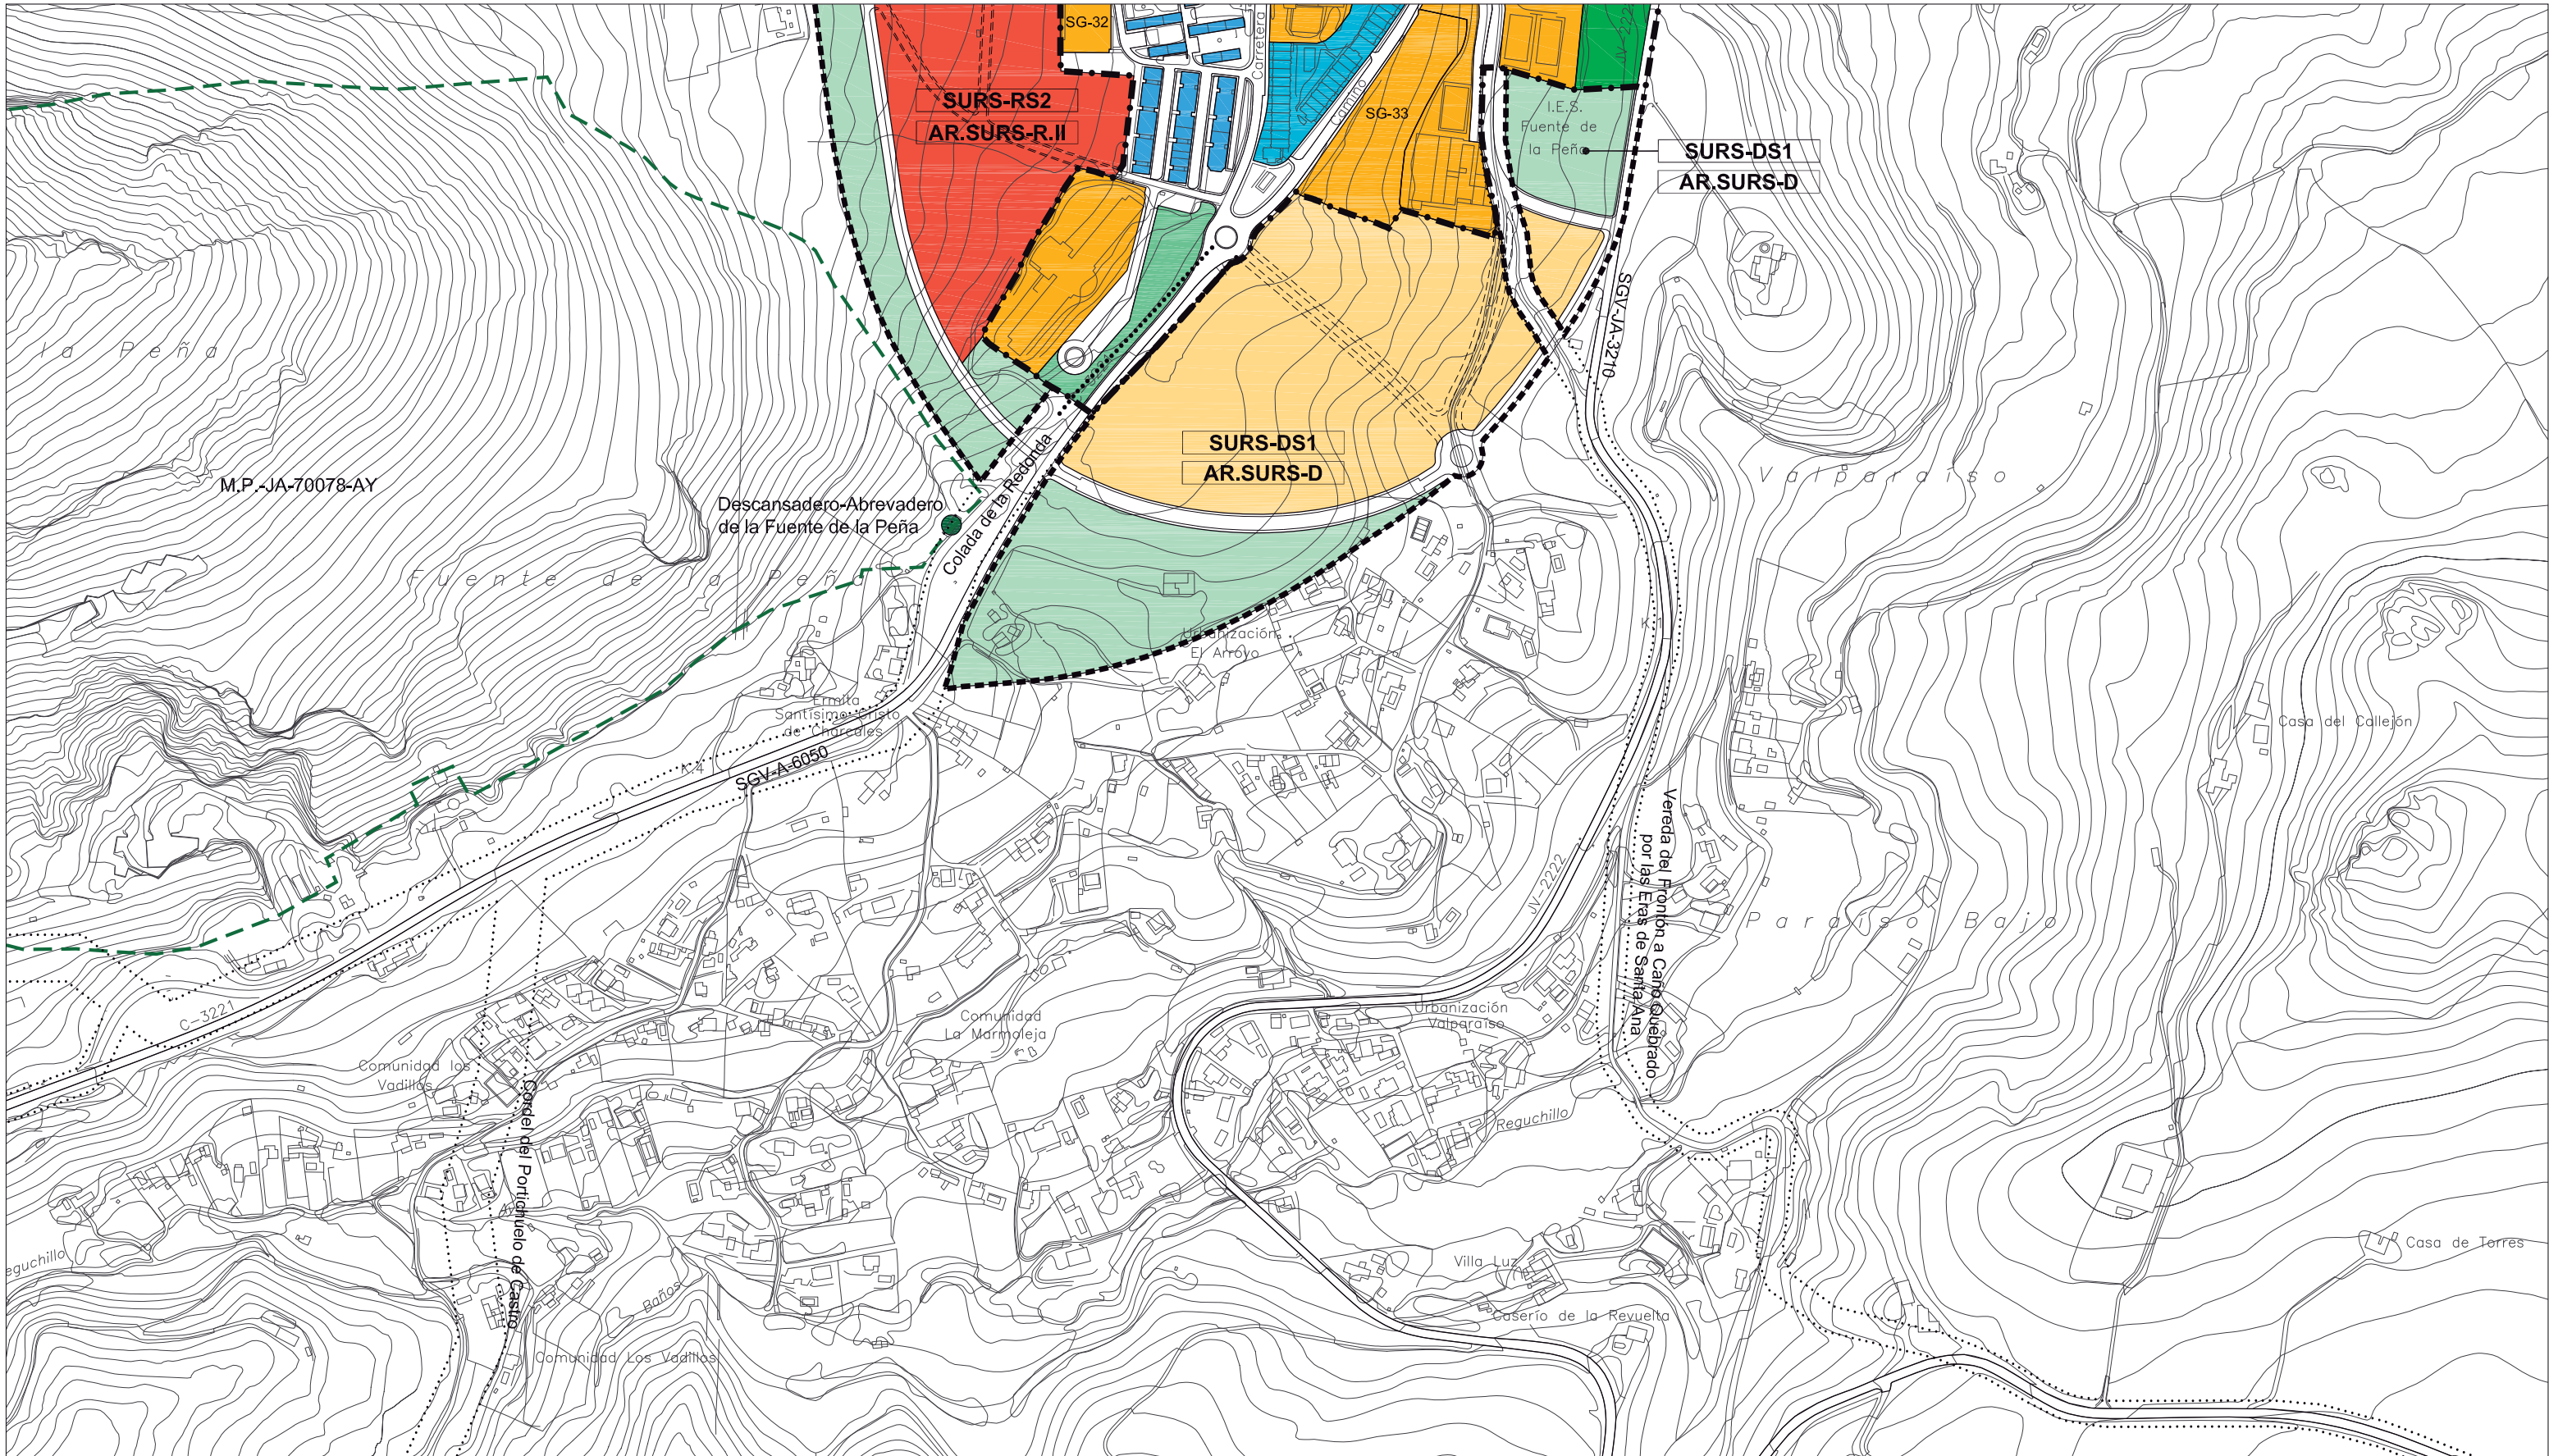 SG-32
Carretera
Camino
SG-33
JV-2222
SURS-RS2
AR.SURS-R.II
I.E.S.
Fuente de
la Peña
SURS-DS1
AR.SURS-D
SGV-JA-3210
la Peña
SURS-DS1
AR.SURS-D
Valparaíso
M.P.-JA-70078-AY
Descansadero-Abrevadero
de la Fuente de la Peña
Colada de la Redonda
Fuente de la Peña
Urbanización
El Arroyo
K.1
Ermita
Santísimo Cristo
de Charcales
K.4
SGV-A-6050
Casa del Callejón
Vereda del Frontón a Caño Quebrado
por las Eras de Santa Ana
JV-2222
Paraíso Bajo
C-3221
Comunidad
La Marmoleja
Urbanización
Valparaíso
Comunidad los
Vadillos
Cordel del Portichuelo de Castro
Reguchillo
eguchillo
Casa de Torres
Villa Luz
Baños
Caserío de la Revuelta
Comunidad Los Vadillos